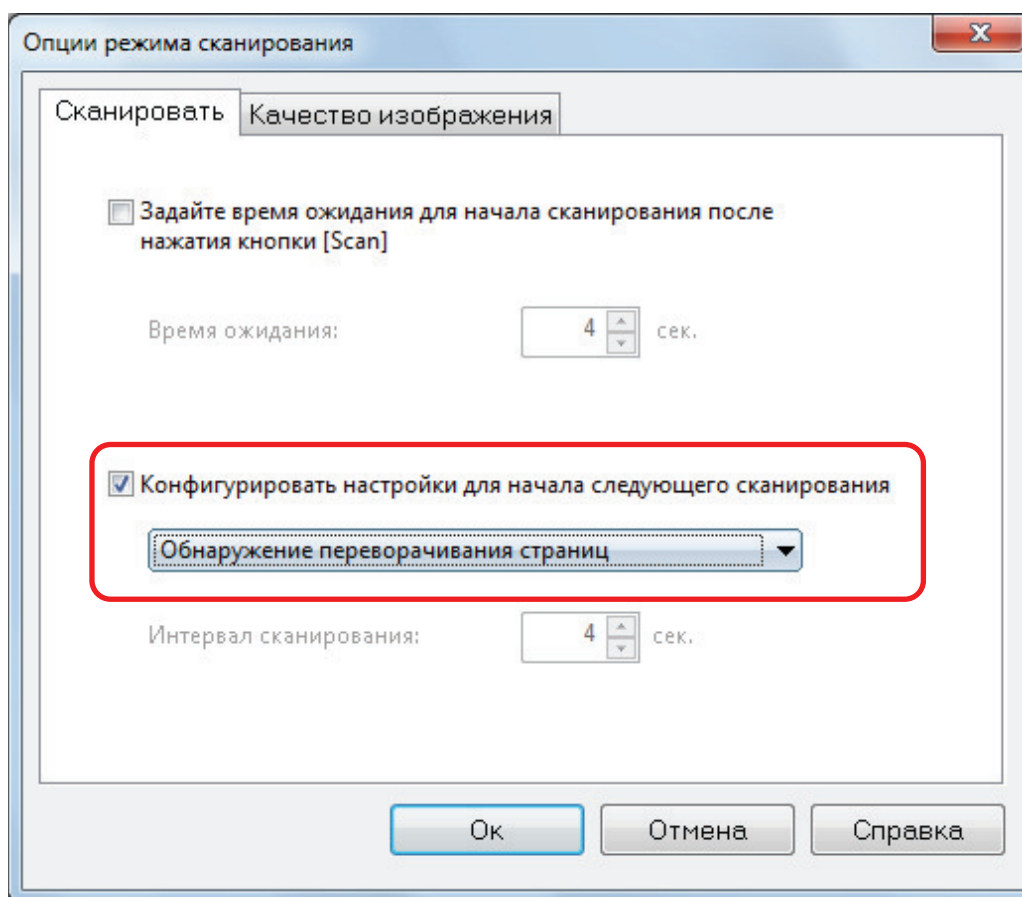 Опции режима сканирования
Сканировать
Качество изображения
Задайте время ожидания для начала сканирования после
нажатия кнопки [Scan]
Время ожидания:
4
сек.
Конфигурировать настройки для начала следующего сканирования
Обнаружение переворачивания страниц
Интервал сканирования:
4
сек.
Ок
Отмена
Справка